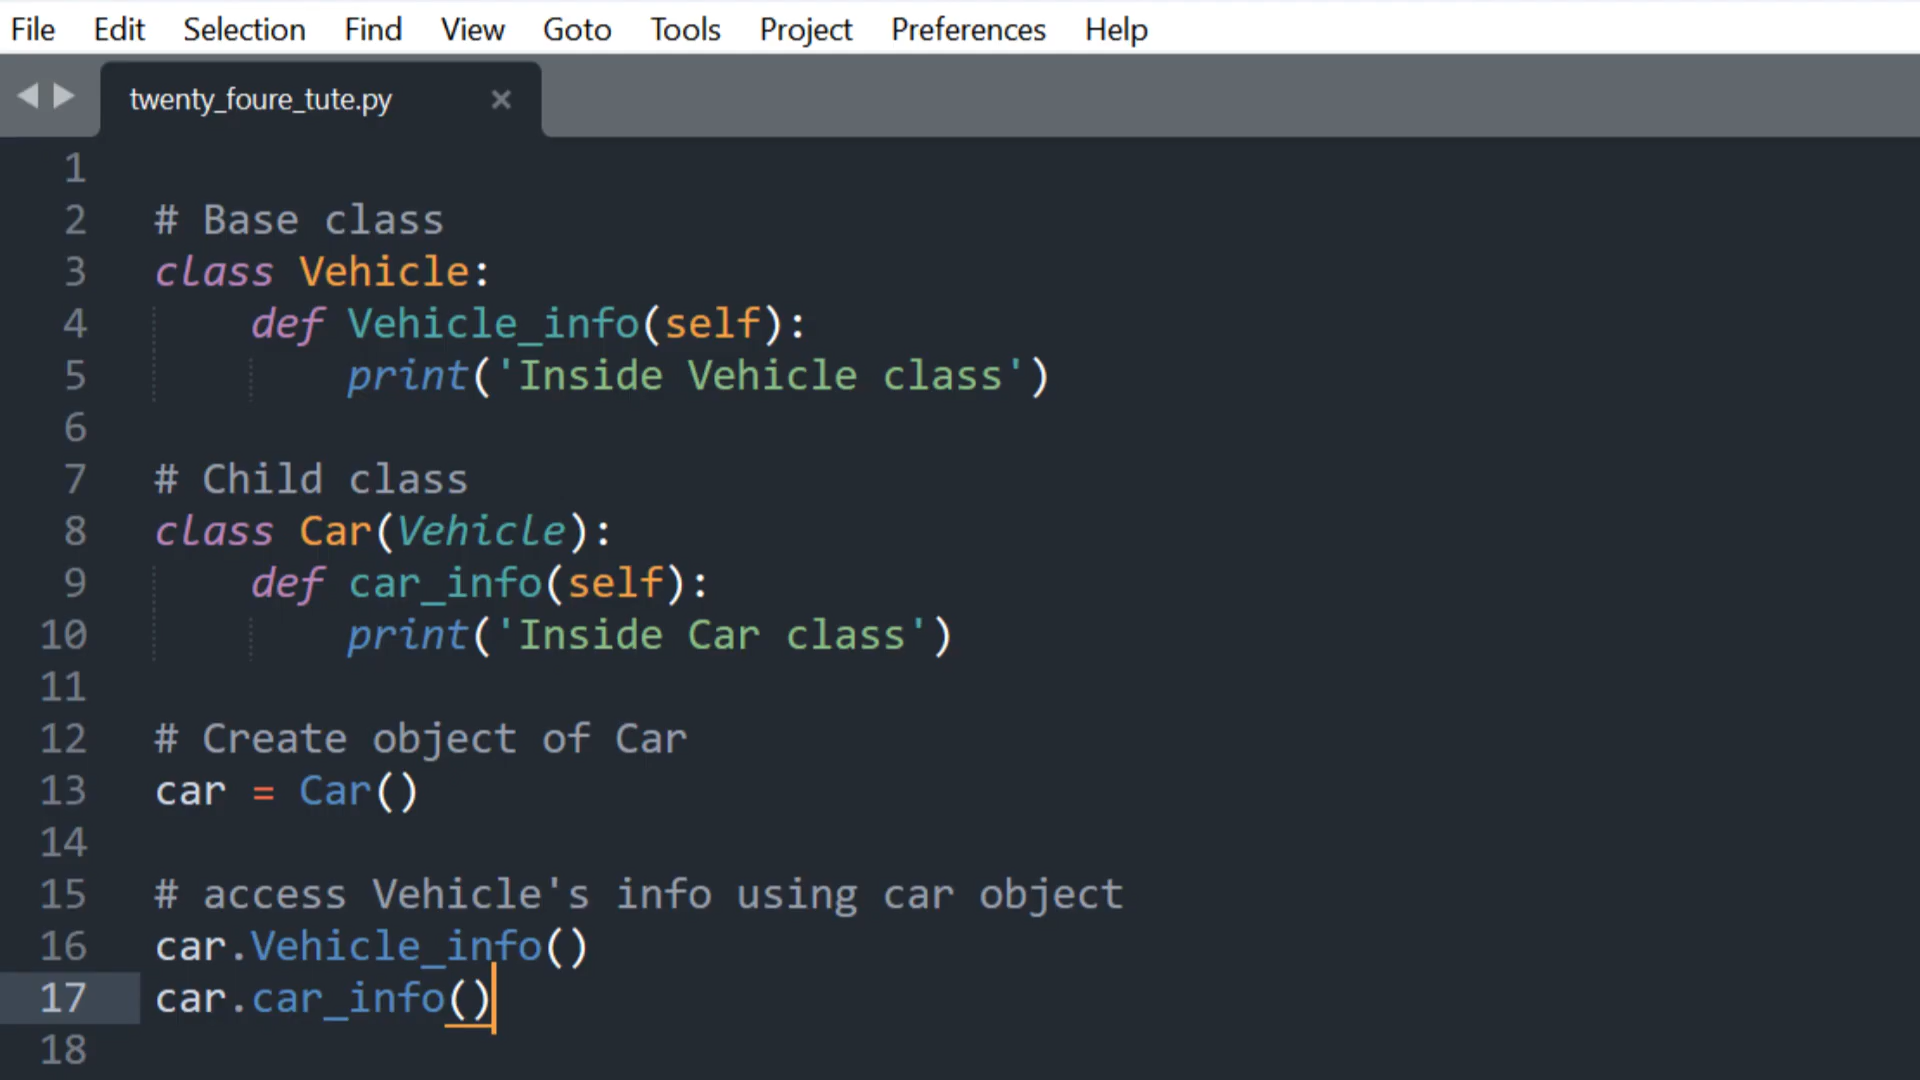 File Edit Selection Find View Goto Tools Project Preferences Help
twenty_foure_tute.py ×
1
2 # Base class
3 class Vehicle:
4     def Vehicle_info(self):
5         print('Inside Vehicle class')
6
7 # Child class
8 class Car(Vehicle):
9     def car_info(self):
10         print('Inside Car class')
11
12 # Create object of Car
13 car = Car()
14
15 # access Vehicle's info using car object
16 car.Vehicle_info()
17 car.car_info()
18